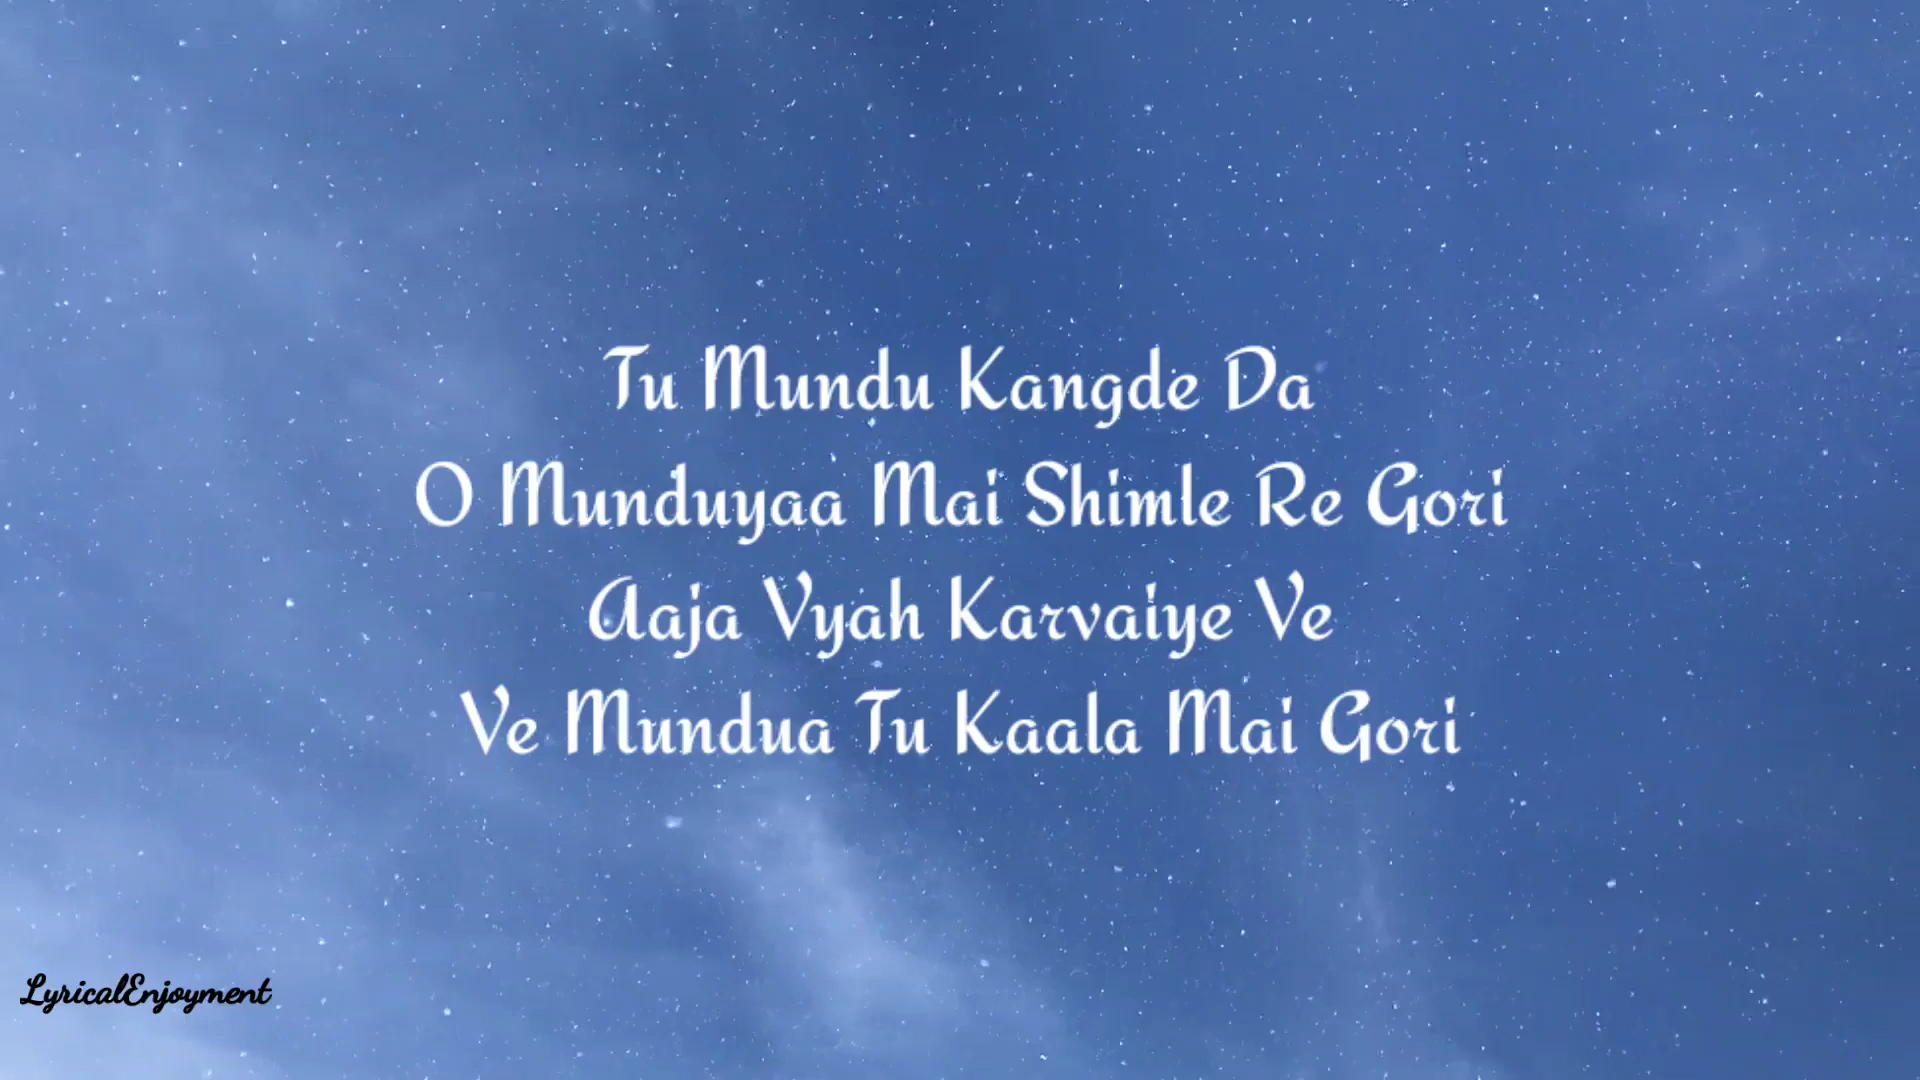 Tu Mundu Kangde Da
O Munduyaa Mai Shimle Re Gori
Aaja Vyah Karvaiye Ve
Ve Mundua Tu Kaala Mai Gori
LyricalEnjoyment